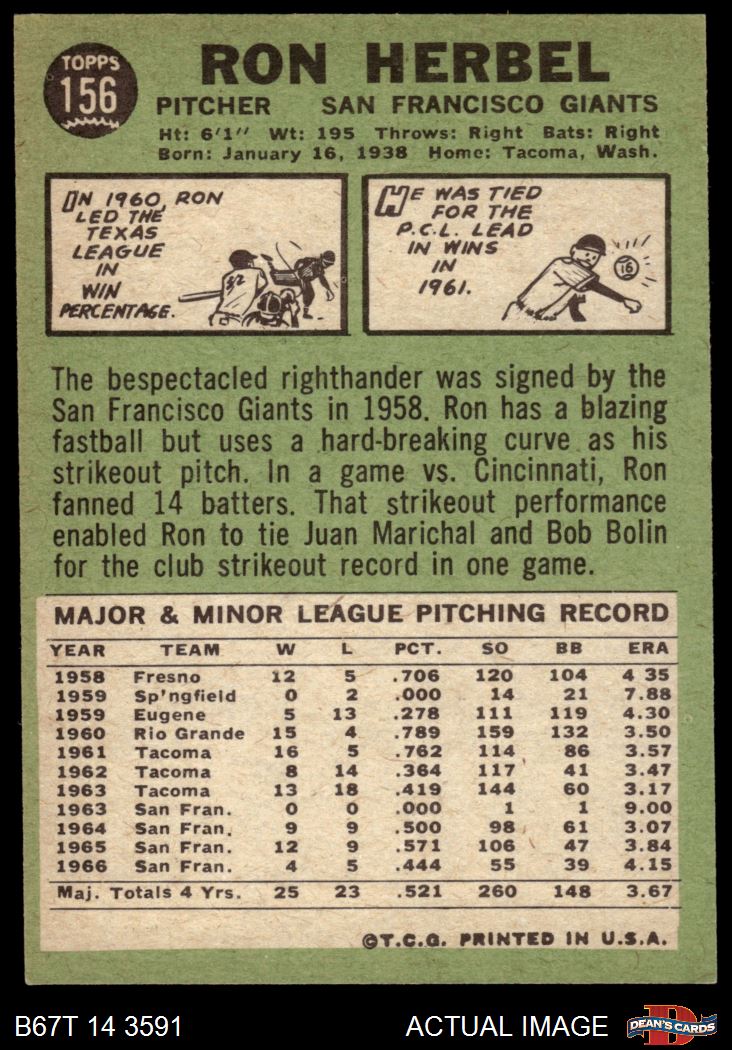 TOPPS
156
RON HERBEL
PITCHER SAN FRANCISCO GIANTS
Ht: 6'1" Wt: 195 Throws: Right Bats: Right
Born: January 16, 1938 Home: Tacoma, Wash.
IN 1960, RON
LED THE
TEXAS
LEAGUE
IN
WIN
PERCENTAGE.
32
HE WAS TIED
FOR THE
P.C.L. LEAD
IN WINS
IN
1961.
16
The bespectacled righthander was signed by the
San Francisco Giants in 1958. Ron has a blazing
fastball but uses a hard-breaking curve as his
strikeout pitch. In a game vs. Cincinnati, Ron
fanned 14 batters. That strikeout performance
enabled Ron to tie Juan Marichal and Bob Bolin
for the club strikeout record in one game.
MAJOR & MINOR LEAGUE PITCHING RECORD
YEAR TEAM W L PCT. SO BB ERA
1958 Fresno 12 5 .706 120 104 4 35
1959 Sp'ngfield 0 2 .000 14 21 7.88
1959 Eugene 5 13 .278 111 119 4.30
1960 Rio Grande 15 4 .789 159 132 3.50
1961 Tacoma 16 5 .762 114 86 3.57
1962 Tacoma 8 14 .364 117 41 3.47
1963 Tacoma 13 18 .419 144 60 3.17
1963 San Fran. 0 0 .000 1 1 9.00
1964 San Fran. 9 9 .500 98 61 3.07
1965 San Fran. 12 9 .571 106 47 3.84
1966 San Fran. 4 5 .444 55 39 4.15
Maj. Totals 4 Yrs. 25 23 .521 260 148 3.67
©T.C.G. PRINTED IN U.S.A.
B67T 14 3591 ACTUAL IMAGE
D
DEAN'S CARDS